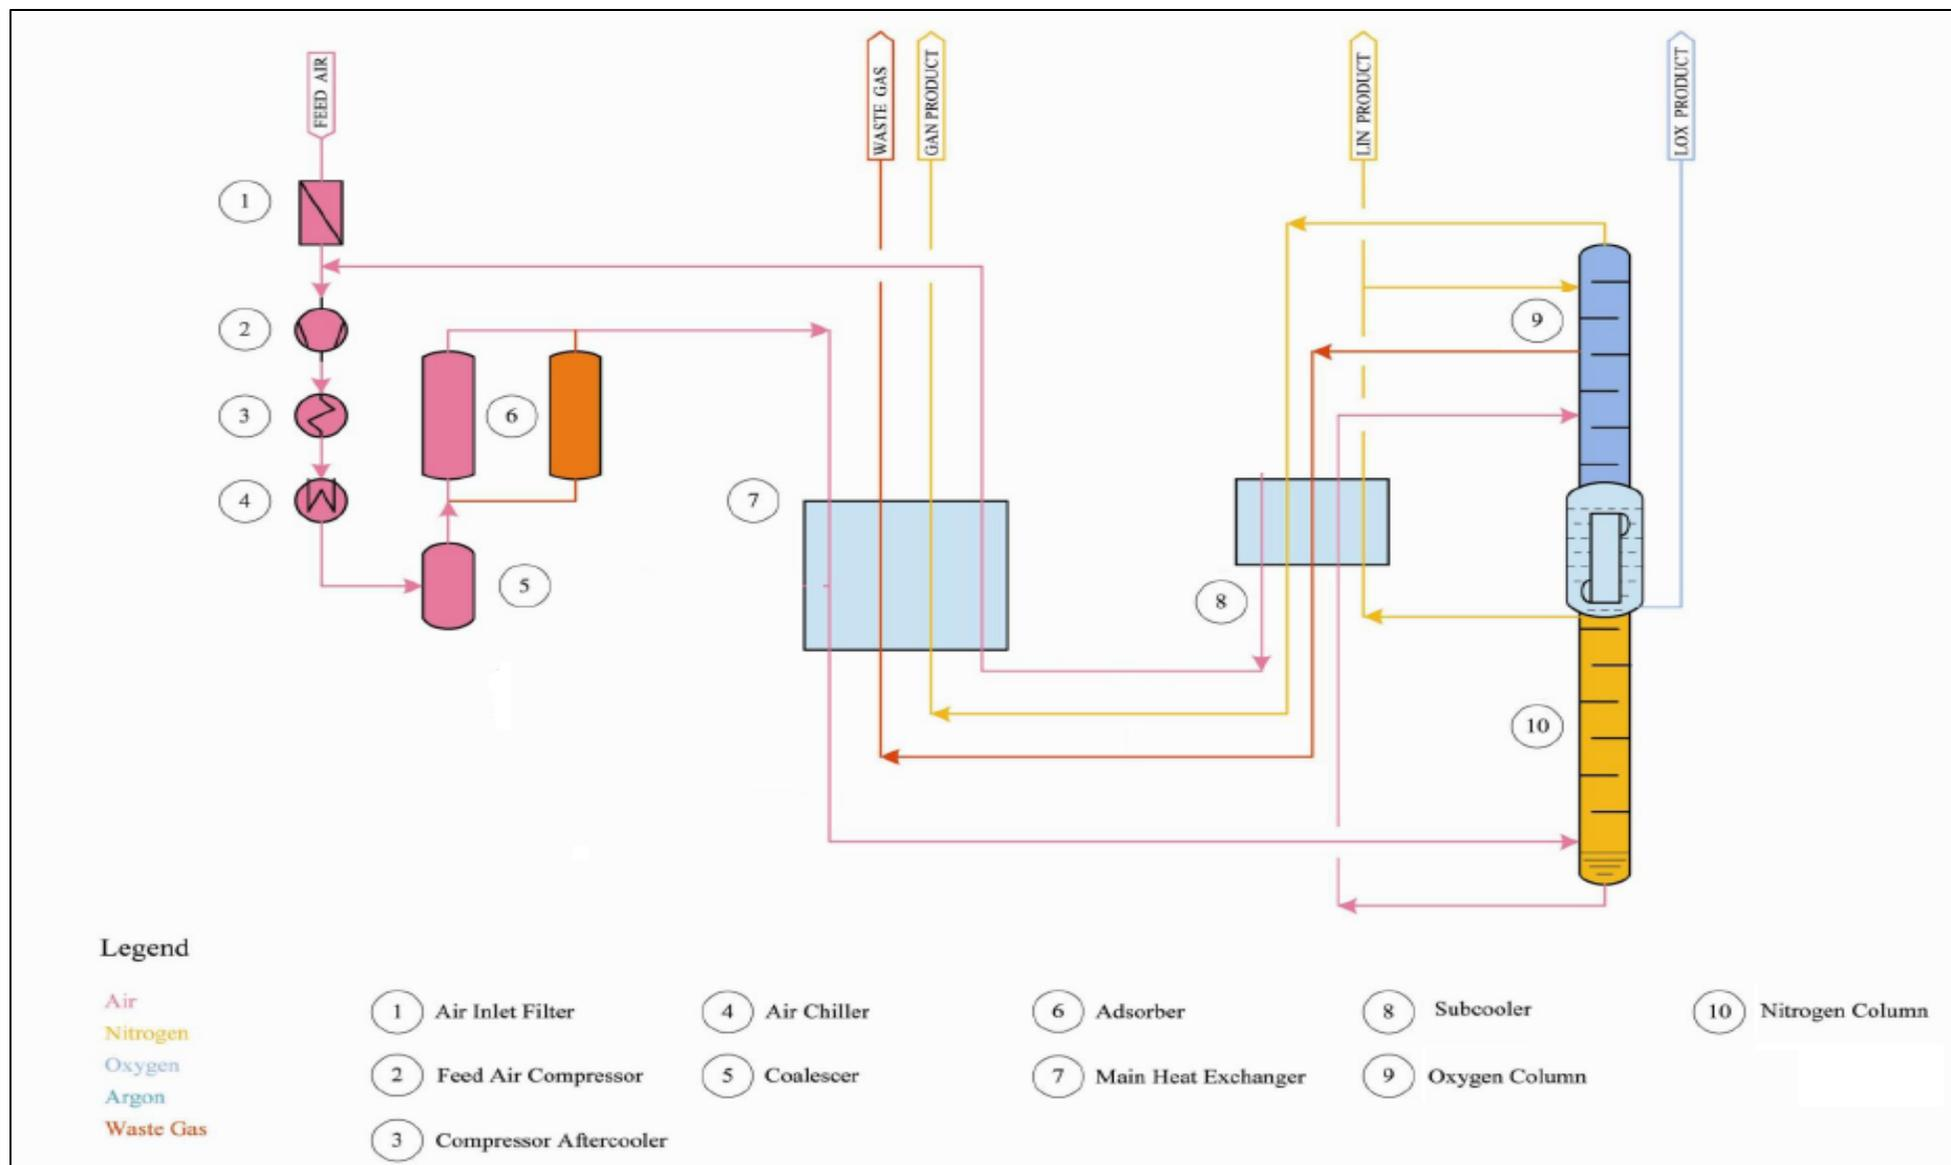 FEED AIR
WASTE GAS
GAN PRODUCT
LIN PRODUCT
LOX PRODUCT
1
2
3
4
5
6
7
8
9
10
Legend
Air
Nitrogen
Oxygen
Argon
Waste Gas
1 Air Inlet Filter
2 Feed Air Compressor
3 Compressor Aftercooler
4 Air Chiller
5 Coalescer
6 Adsorber
7 Main Heat Exchanger
8 Subcooler
9 Oxygen Column
10 Nitrogen Column